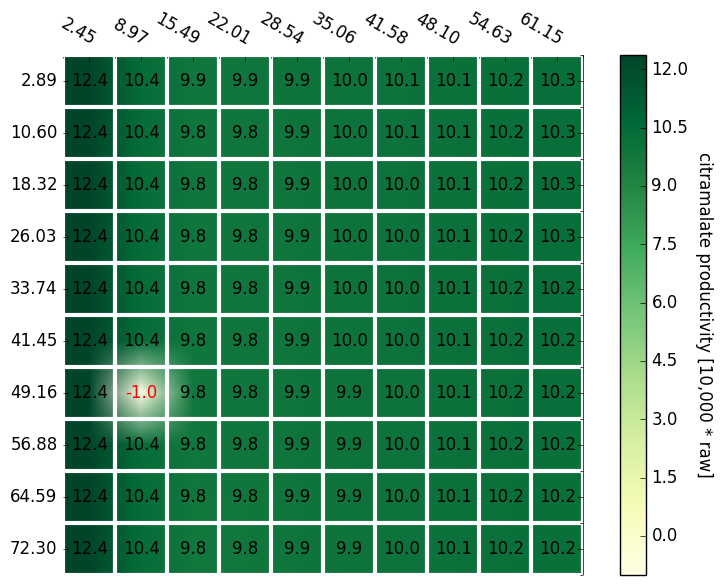 2.45 8.97 15.49 22.01 28.54 35.06 41.58 48.10 54.63 61.15
2.89 12.4 10.4 9.9 9.9 9.9 10.0 10.1 10.1 10.2 10.3
10.60 12.4 10.4 9.8 9.8 9.9 10.0 10.1 10.1 10.2 10.3
18.32 12.4 10.4 9.8 9.8 9.9 10.0 10.0 10.1 10.2 10.3
26.03 12.4 10.4 9.8 9.8 9.9 10.0 10.0 10.1 10.2 10.3
33.74 12.4 10.4 9.8 9.8 9.9 10.0 10.0 10.1 10.2 10.2
41.45 12.4 10.4 9.8 9.8 9.9 10.0 10.0 10.1 10.2 10.2
49.16 12.4 -1.0 9.8 9.8 9.9 9.9 10.0 10.1 10.2 10.2
56.88 12.4 10.4 9.8 9.8 9.9 9.9 10.0 10.1 10.2 10.2
64.59 12.4 10.4 9.8 9.8 9.9 9.9 10.0 10.1 10.2 10.2
72.30 12.4 10.4 9.8 9.8 9.9 9.9 10.0 10.1 10.2 10.2
12.0
10.5
9.0
7.5
6.0
4.5
3.0
1.5
0.0
citramalate productivity [10,000 * raw]